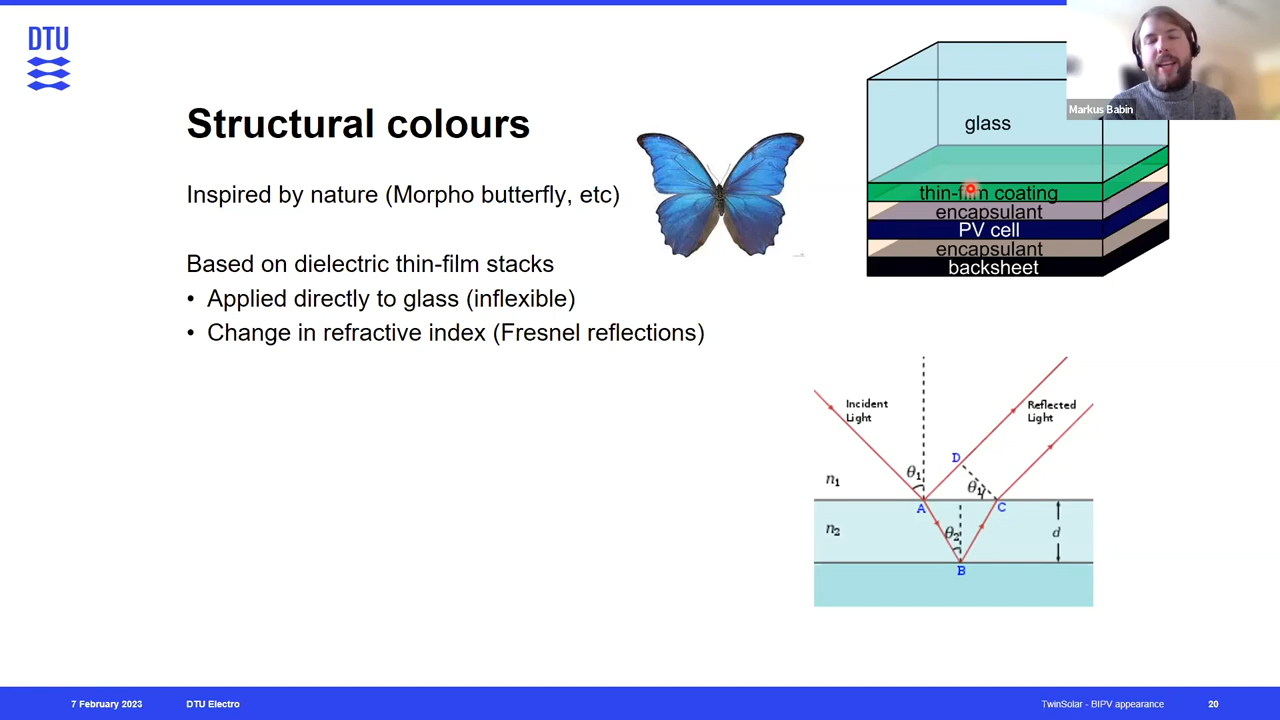 DTU
Structural colours
Inspired by nature (Morpho butterfly, etc)
Based on dielectric thin-film stacks
• Applied directly to glass (inflexible)
• Change in refractive index (Fresnel reflections)
Markus Babin
glass
thin-film coating
encapsulant
PV cell
encapsulant
backsheet
Incident
Light
Reflected
Light
D
θ1
θ1
n1
A
C
n2
θ2
d
B
7 February 2023
DTU Electro
TwinSolar - BIPV appearance
20